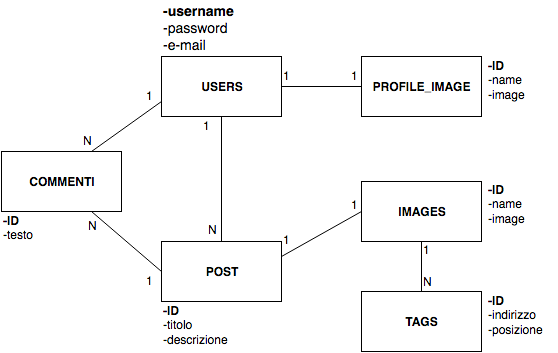 -username
-password
-e-mail
USERS
1
1
PROFILE_IMAGE
-ID
-name
-image
1
1
N
COMMENTI
-ID
-testo
N
N
1
POST
1
1
IMAGES
-ID
-name
-image
-ID
-titolo
-descrizione
1
N
TAGS
-ID
-indirizzo
-posizione